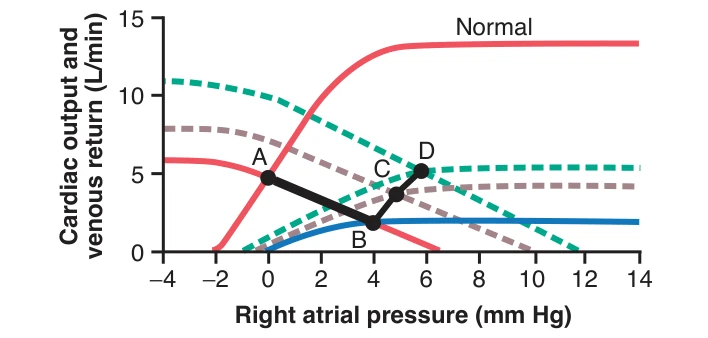 Cardiac output and
venous return (L/min)
15
10
5
0
Normal
A
B
C
D
−4 −2 0 2 4 6 8 10 12 14
Right atrial pressure (mm Hg)